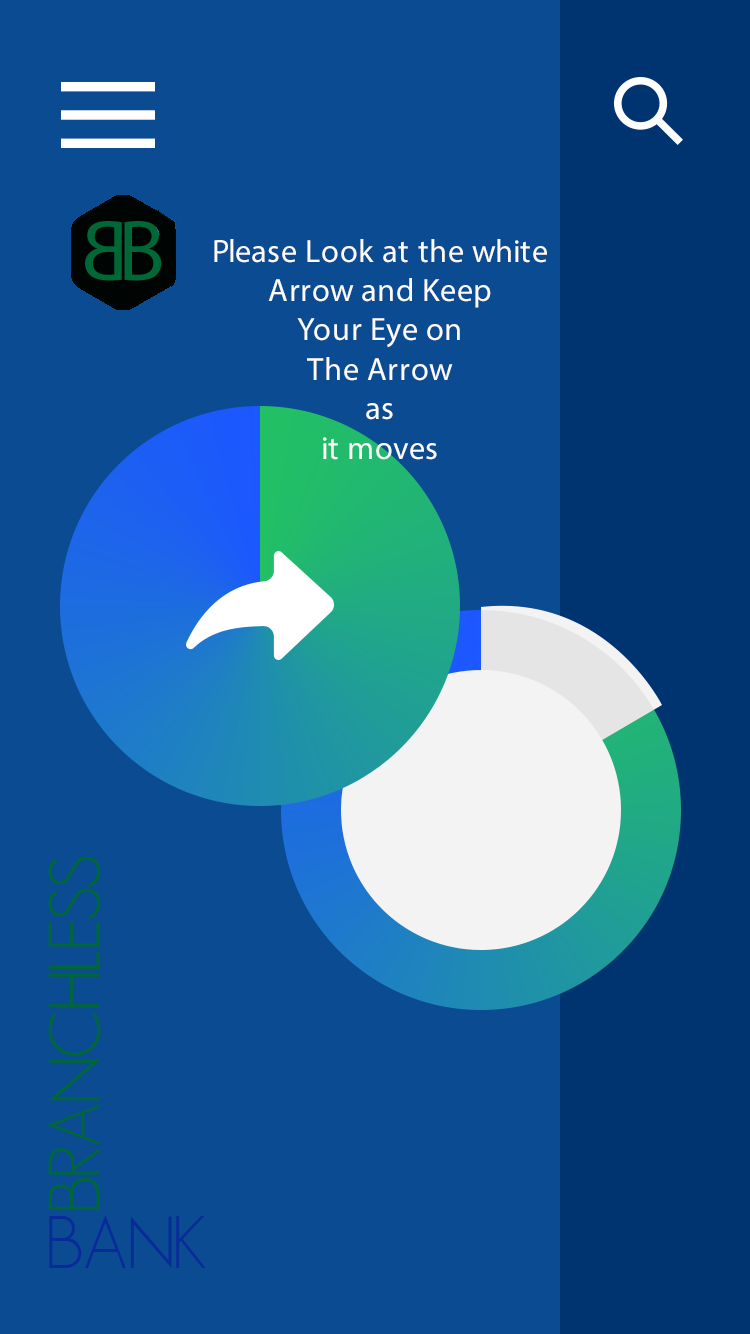 BB
Please Look at the white
Arrow and Keep
Your Eye on
The Arrow
as
it moves
BRANCHLESS
BANK